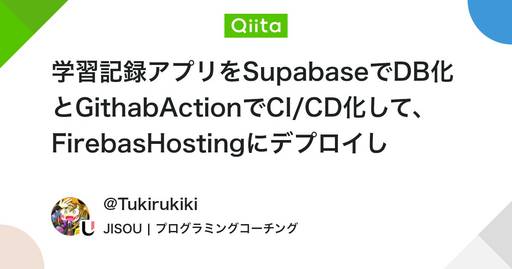 Qiita
学習記録アプリをSupabaseでDB化
とGithabActionでCI/CD化して、
FirebasHostingにデプロイし
@Tukirukiki
U
JISOU | プログラミングコーチング